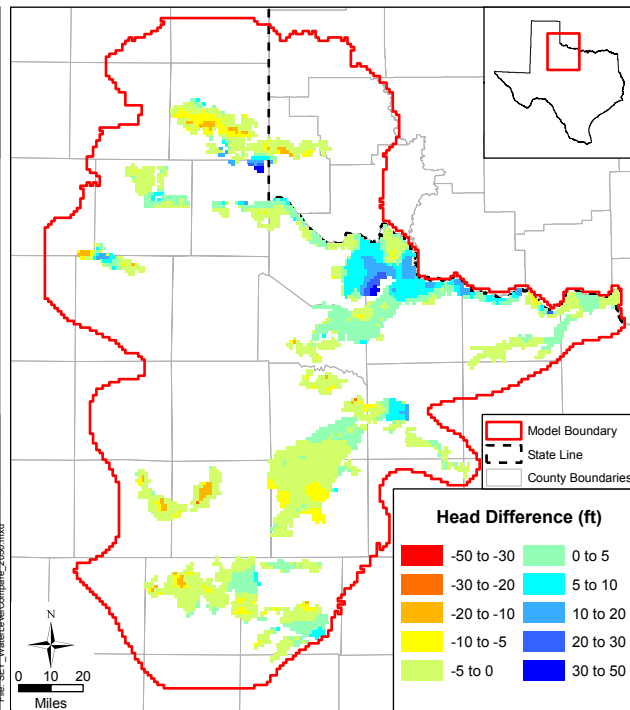 Model Boundary
State Line
County Boundaries
Head Difference (ft)
-50 to -30
0 to 5
-30 to -20
5 to 10
-20 to -10
10 to 20
-10 to -5
20 to 30
-5 to 0
30 to 50
N
0 10 20
Miles